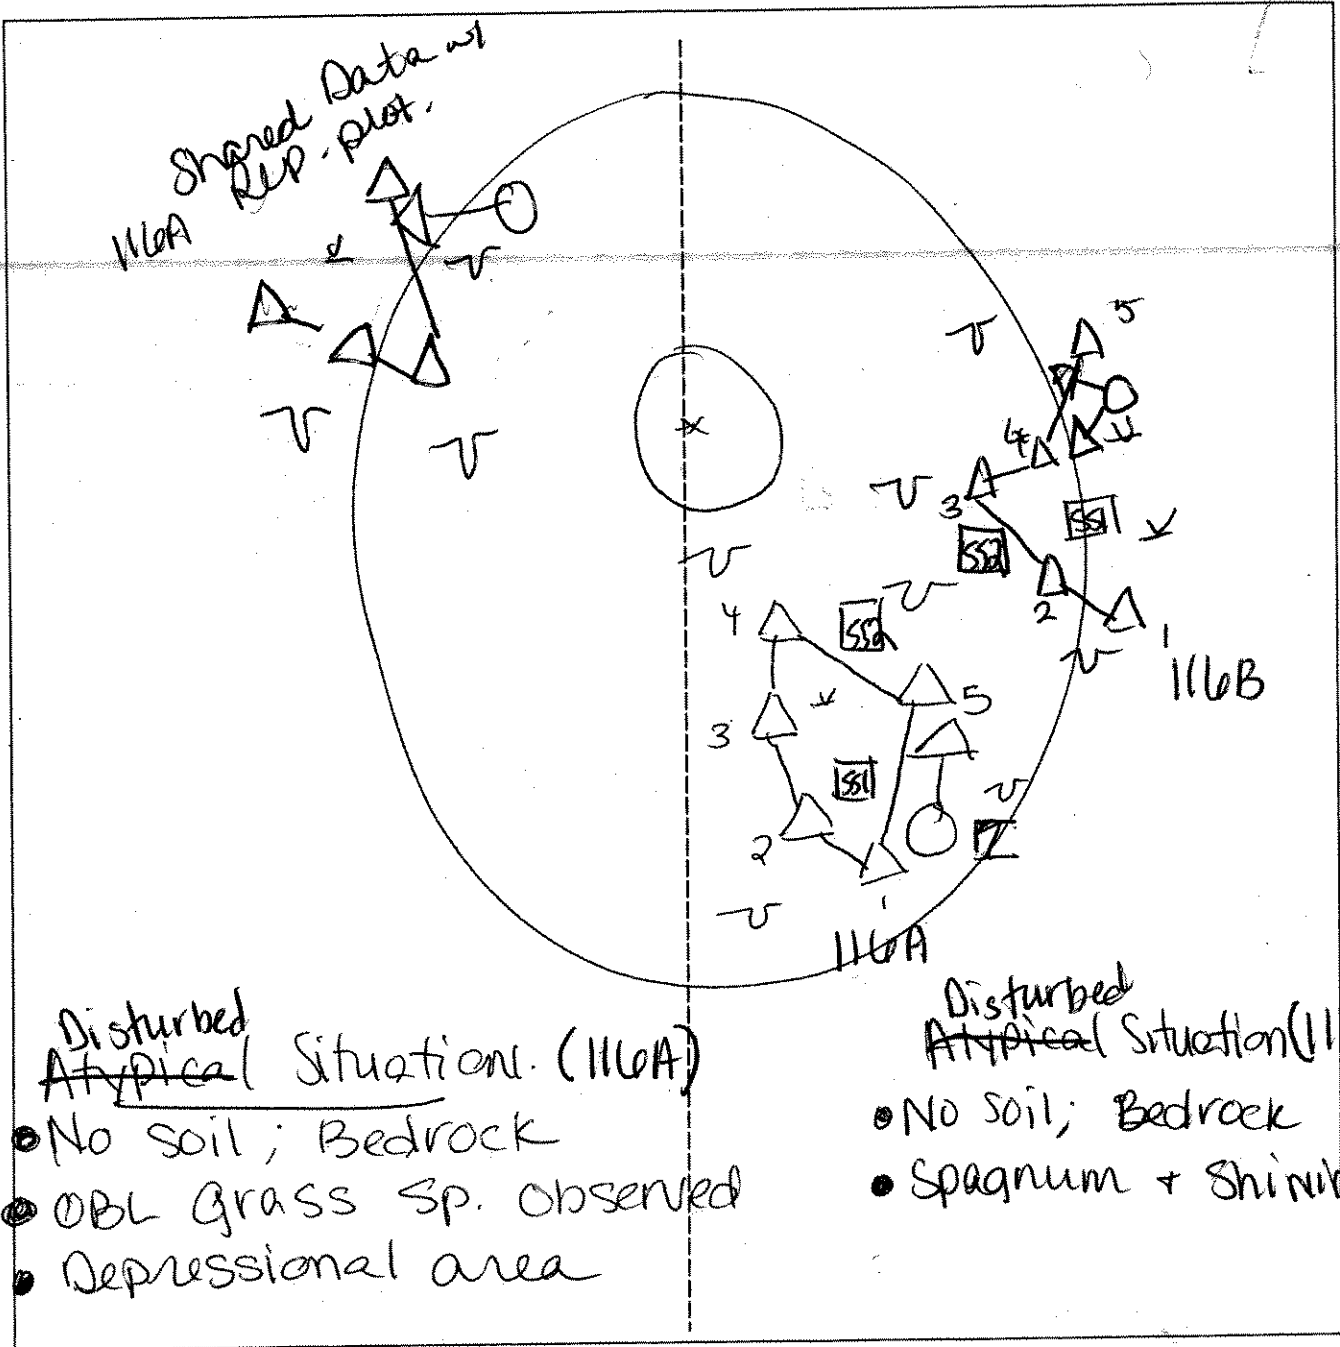 Shared Data w/
REP. plot.
116A
5
4
3
SS1
SS2
2
1
116B
4
SS2
5
3
SS1
2
1
116A
Disturbed
Atypical Situation. (116A)
• No soil; Bedrock
• OBL Grass sp. observed
• Depressional area
Disturbed
Atypical Situation (11
• No soil; Bedrock
• Spagnum +